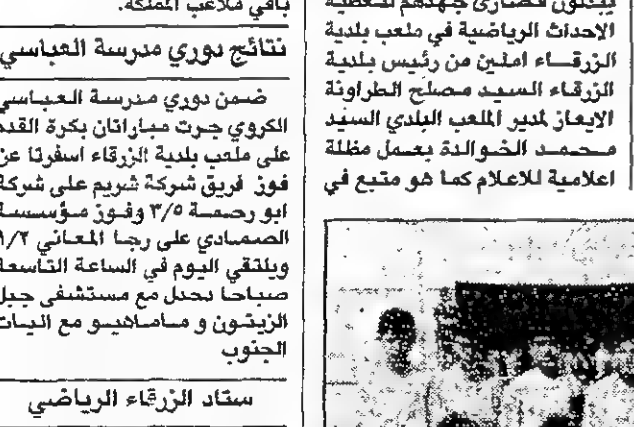 يبذلون قصارى جهدهم لتغطية
الاحداث الرياضية في ملعب بلدية
الزرقاء املين من رئيس بلدية
الزرقاء السيد مصلح الطراونة
الايعاز لمدير الملعب البلدي السيد
محمد الخوالدة بعمل مظلة
اعلامية للاعلام كما هو متبع في
باقي ملاعب المملكة.
نتائج دوري مدرسة العباسي
ضمن دوري مدرسة العباسي
الكروي جرت مباراتان بكرة القدم
على ملعب بلدية الزرقاء اسفرتا عن
فوز فريق شركة شريم على شركة
ابو رحمسة ٣/٥ وفوز مؤسسة
الصمادي على رجا المعاني ١/٢
ويلتقي اليوم في الساعة التاسعة
صباحا مع مستشفى جبل
الزيتون و ماسلاهيسو مع اليات
الجنوب
ستاد الزرقاء الرياضي